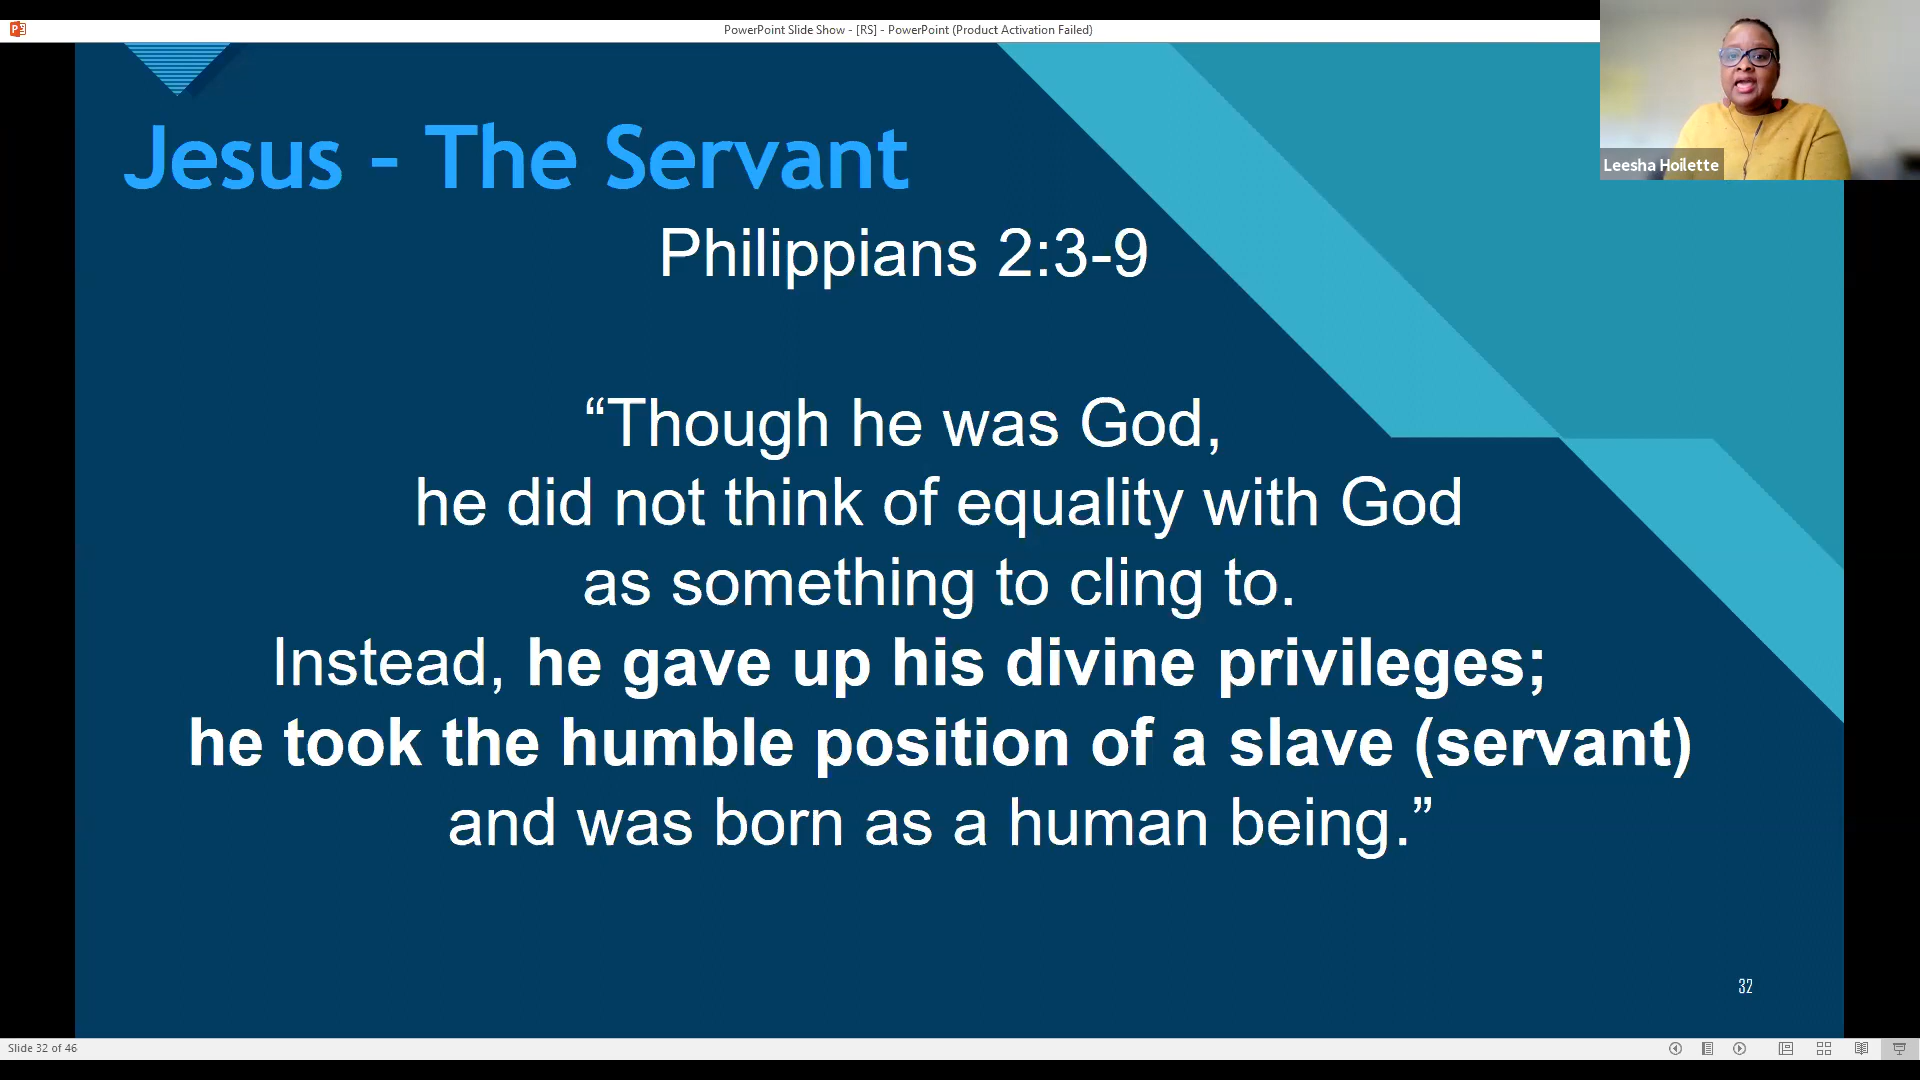 PowerPoint Slide Show - [RS] - PowerPoint (Product Activation Failed)
Leesha Hoilette
Jesus - The Servant
Philippians 2:3-9
“Though he was God,
he did not think of equality with God
as something to cling to.
Instead, he gave up his divine privileges;
he took the humble position of a slave (servant)
and was born as a human being.”
32
Slide 32 of 46